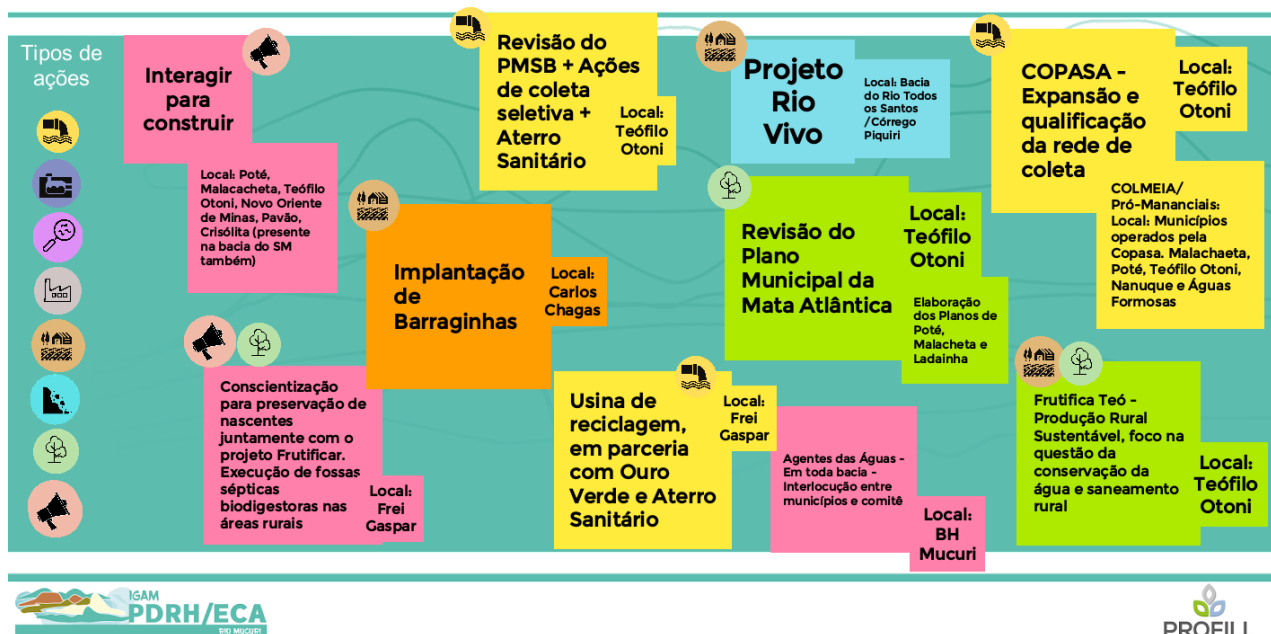 Tipos de
ações
Interagir
para
construir
Local: Poté,
Malacacheta, Teófilo
Otoni, Novo Oriente
de Minas, Pavão,
Crisólita (presente
na bacia do SM
também)
Revisão do
PMSB + Ações
de coleta
seletiva +
Aterro
Sanitário
Local:
Teófilo
Otoni
Projeto
Rio
Vivo
Local: Bacia
do Rio Todos
os Santos
/Córrego
Piquiri
COPASA -
Expansão e
qualificação
da rede de
coleta
Local:
Teófilo
Otoni
COLMEIA/
Pró-Mananciais:
Local: Municípios
operados pela
Copasa. Malachaeta,
Poté, Teófilo Otoni,
Nanuque e Águas
Formosas
Implantação
de
Barraginhas
Local:
Carlos
Chagas
Revisão do
Plano
Municipal da
Mata Atlântica
Local:
Teófilo
Otoni
Elaboração
dos Planos de
Poté,
Malacheta e
Ladainha
Conscientização
para preservação de
nascentes
juntamente com o
projeto Frutificar.
Execução de fossas
sépticas
biodigestoras nas
áreas rurais
Local:
Frei
Gaspar
Usina de
reciclagem,
em parceria
com Ouro
Verde e Aterro
Sanitário
Local:
Frei
Gaspar
Agentes das Águas -
Em toda bacia -
Interlocução entre
municípios e comitê
Local:
BH
Mucuri
Frutifica Teó -
Produção Rural
Sustentável, foco na
questão da
conservação da
água e saneamento
rural
Local:
Teófilo
Otoni
IGAM
PDRH/ECA
RIO MUCURI
PROFILL